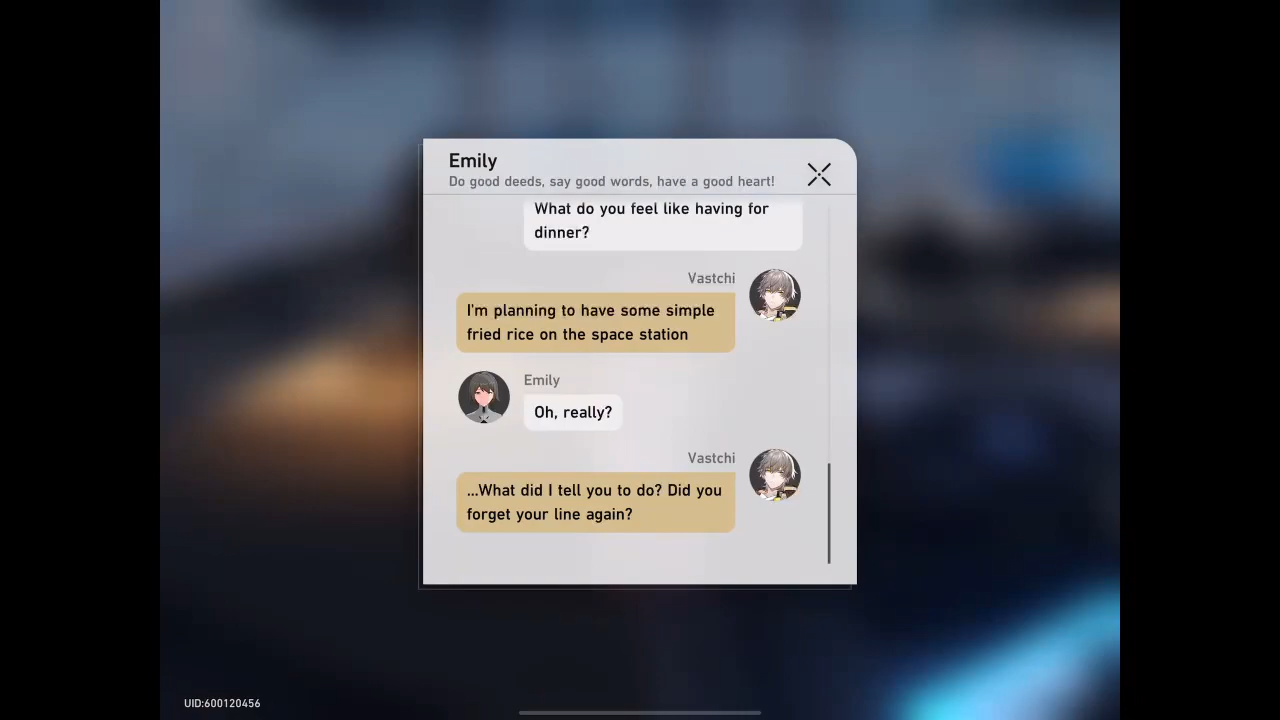 Emily
Do good deeds, say good words, have a good heart!
What do you feel like having for
dinner?
Vastchi
I'm planning to have some simple
fried rice on the space station
Emily
Oh, really?
Vastchi
...What did I tell you to do? Did you
forget your line again?
UID:600120456